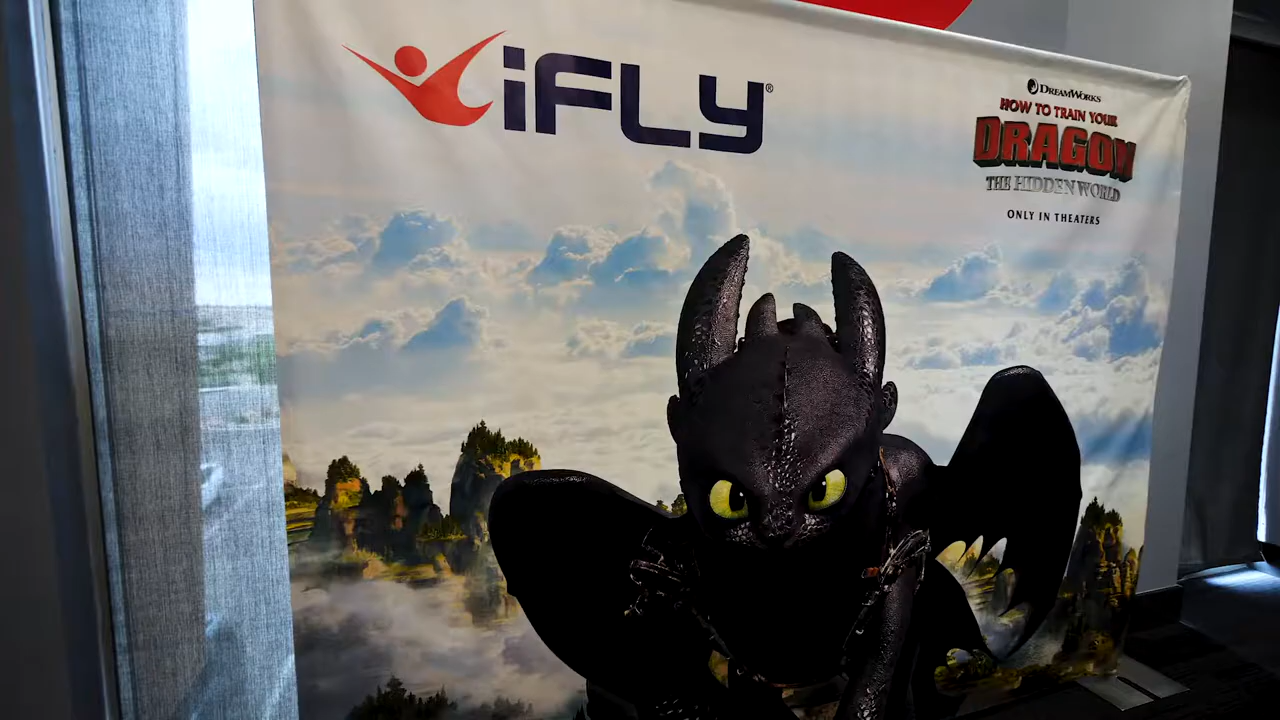 iFLY®
DREAMWORKS
HOW TO TRAIN YOUR
DRAGON
THE HIDDEN WORLD
ONLY IN THEATERS